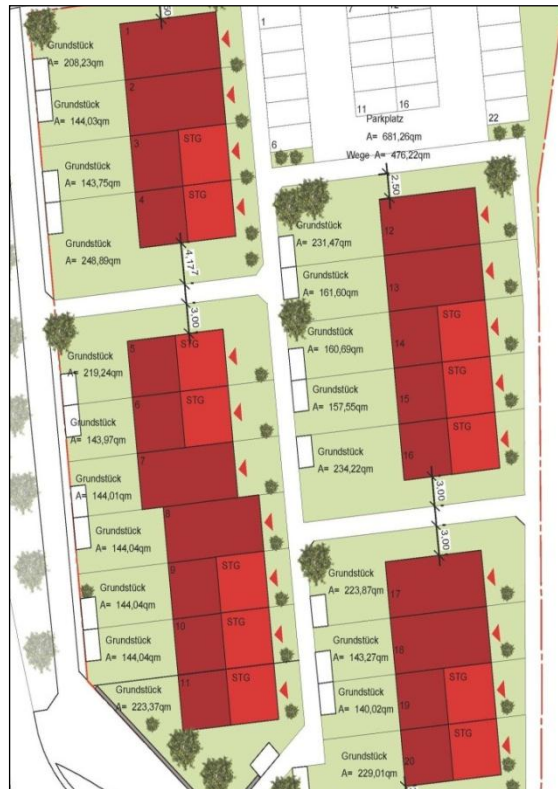 1
Grundstück
A= 208,23qm
2
Grundstück
A= 144,03qm
3
STG
Grundstück
A= 143,75qm
4
STG
Grundstück
A= 248,89qm
4,177
3,00
5
STG
Grundstück
A= 219,24qm
6
STG
Grundstück
A= 143,97qm
7
Grundstück
A= 144,01qm
8
Grundstück
A= 144,04qm
9
STG
Grundstück
A= 144,04qm
10
STG
Grundstück
A= 144,04qm
11
STG
Grundstück
A= 223,37qm
1
6
11
16
22
Parkplatz
A= 681,26qm
Wege A= 476,22qm
2,50
12
Grundstück
A= 231,47qm
13
Grundstück
A= 161,60qm
14
STG
Grundstück
A= 160,69qm
15
STG
Grundstück
A= 157,55qm
16
STG
Grundstück
A= 234,22qm
3,00
3,00
17
Grundstück
A= 223,87qm
18
Grundstück
A= 143,27qm
19
STG
Grundstück
A= 140,02qm
20
STG
Grundstück
A= 229,01qm